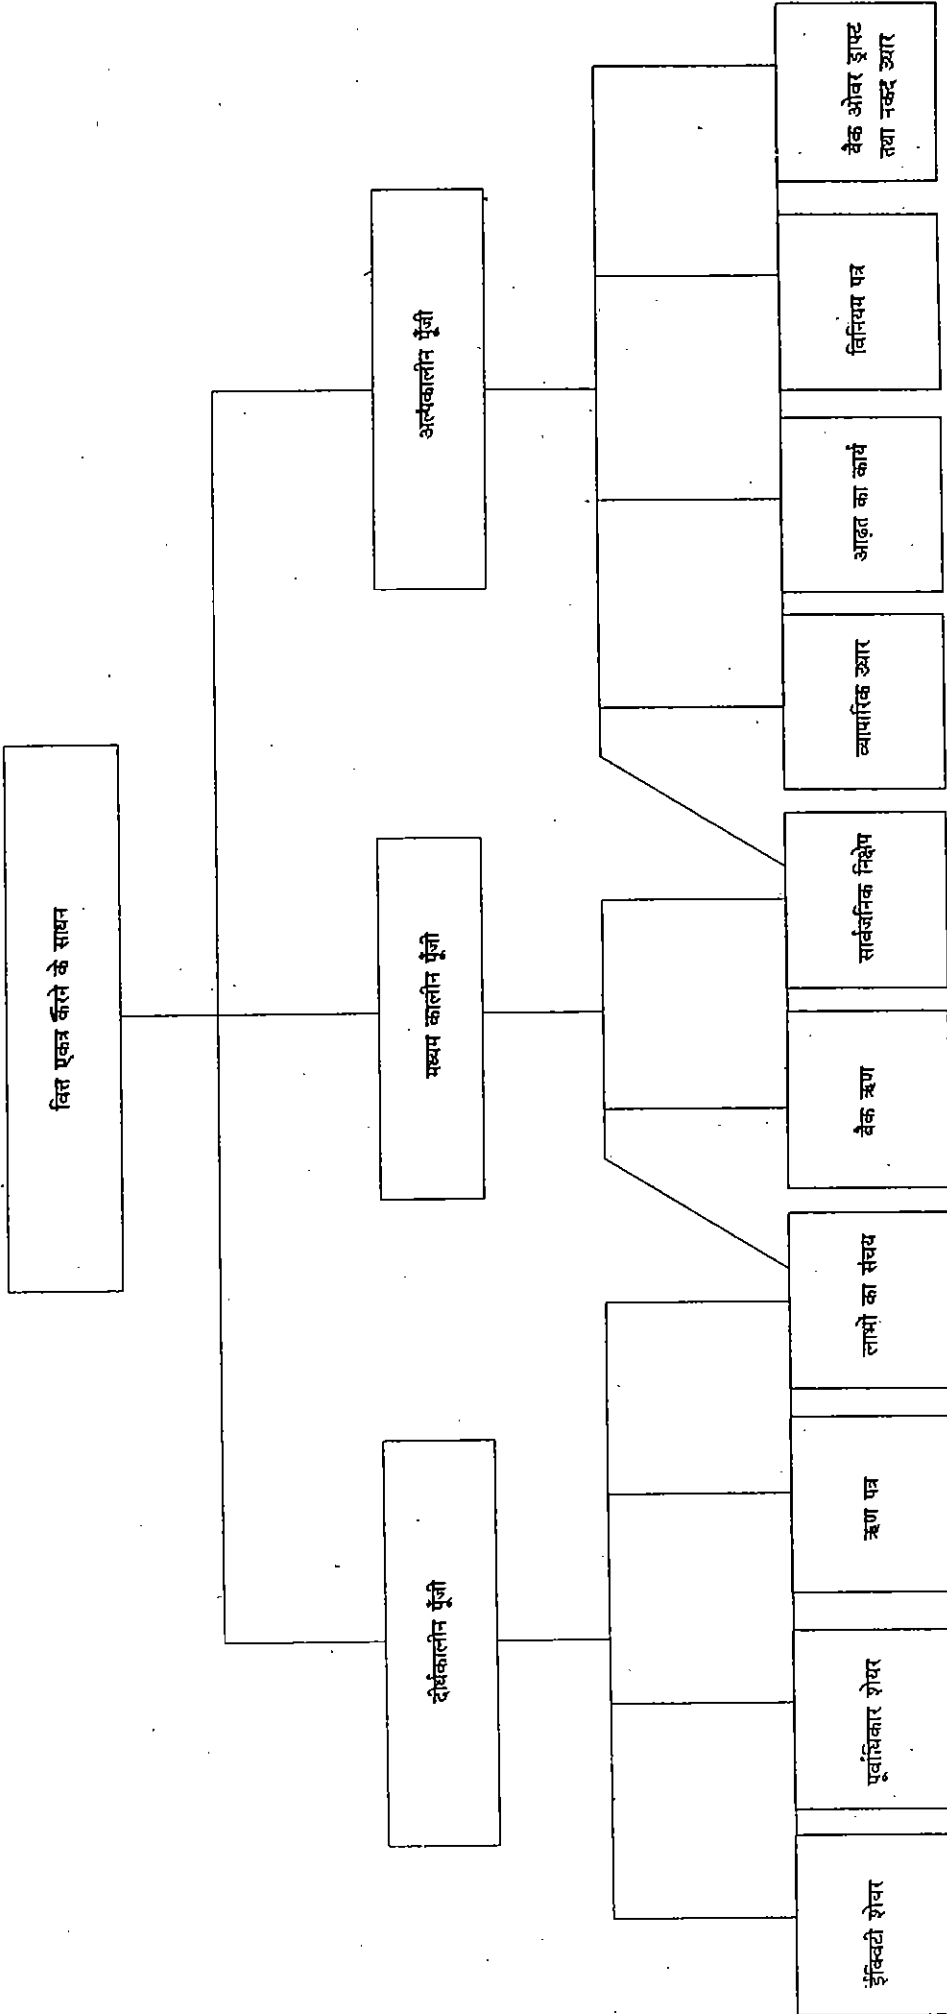 वित्त एकत्र करने के साधन
दीर्घकालीन पूँजी
मध्यम कालीन पूँजी
अल्पकालीन पूँजी
ईक्विटी शेयर
पूर्वाधिकार शेयर
ऋण पत्र
लाभों का संचय
बैंक ऋण
सार्वजनिक निक्षेप
व्यापारिक उधार
आढ़त का कार्य
विनियम पत्र
बैंक ओवर ड्राफ्ट
तथा नकद उधार